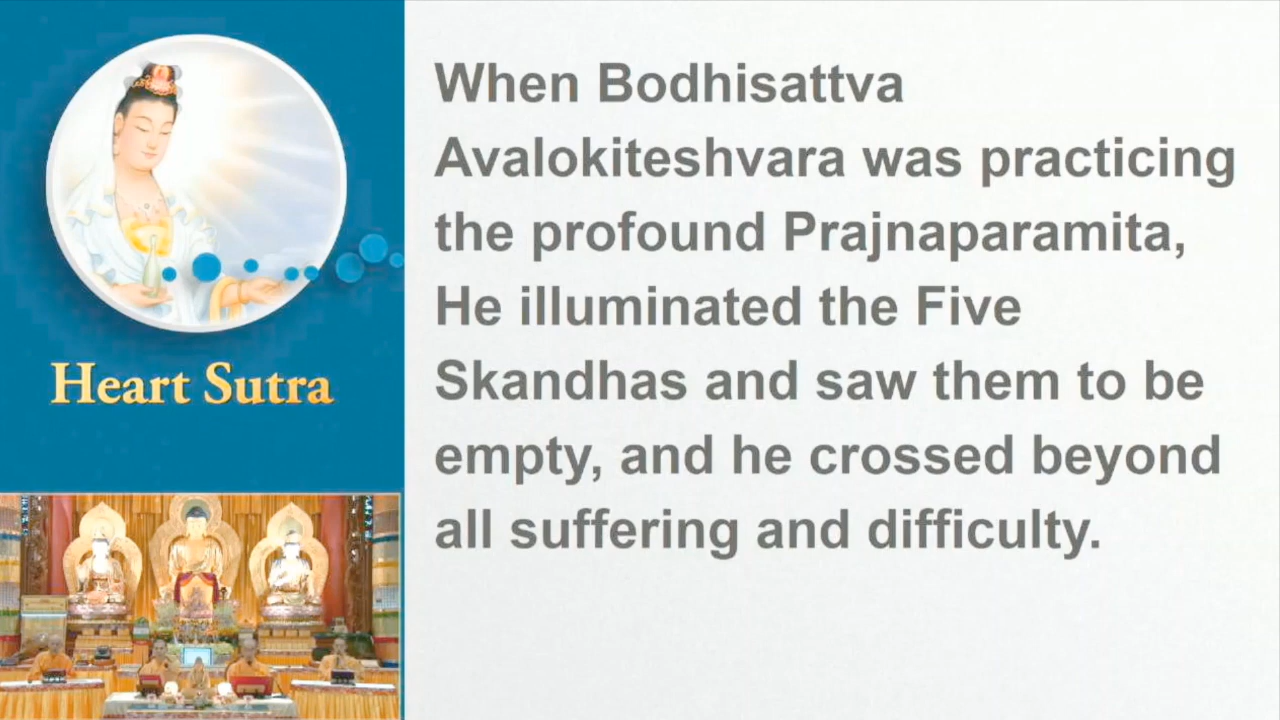 Heart Sutra
When Bodhisattva
Avalokiteshvara was practicing
the profound Prajnaparamita,
He illuminated the Five
Skandhas and saw them to be
empty, and he crossed beyond
all suffering and difficulty.